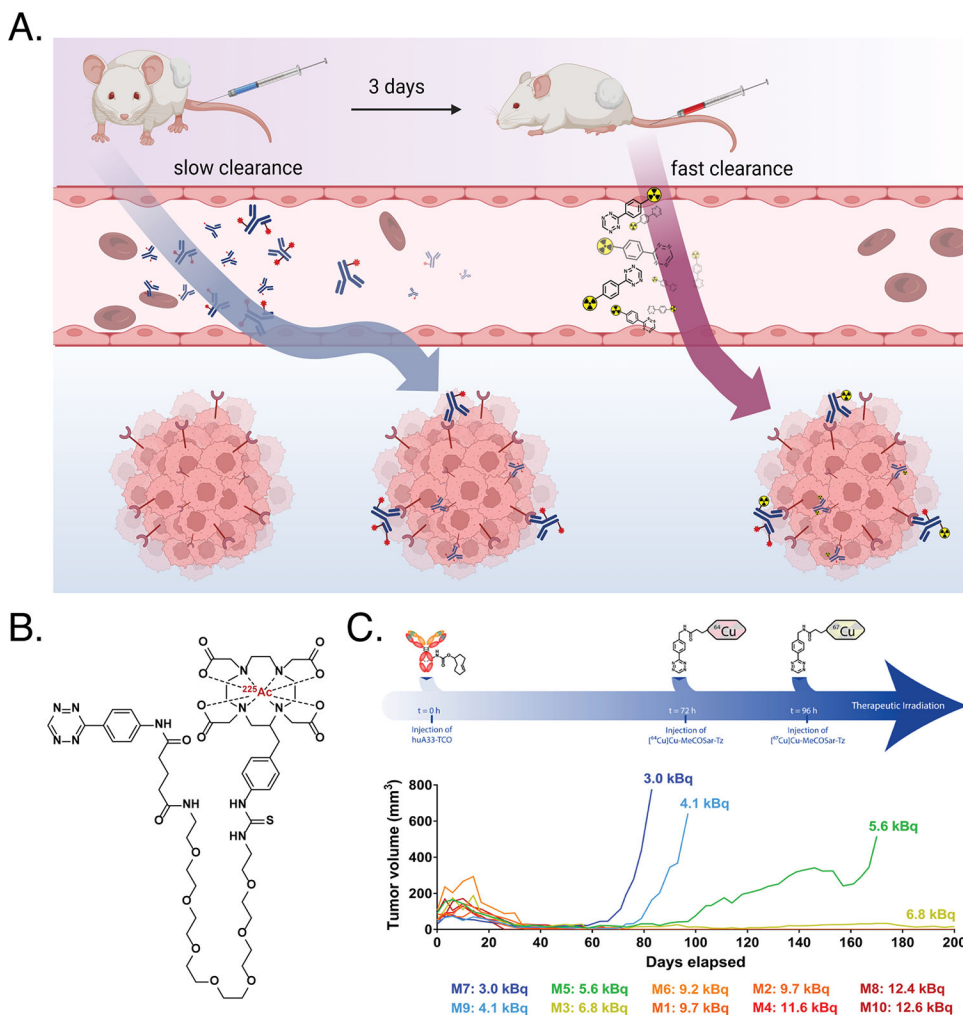 A.
3 days
slow clearance
fast clearance
B.
O
O
O
O
N
N
225Ac
O
O
N
N
O
O
N
N
N
N
NH
O
O
NH
HN
S
NH
O
O
O
O
O
O
O
O
O
C.
64Cu
67Cu
t = 0 h
Injection of
huA33-TCO
t = 72 h
Injection of
[64Cu]Cu-MeCOSar-Tz
t = 96 h
Injection of
[67Cu]Cu-MeCOSar-Tz
Therapeutic Irradiation
Tumor volume (mm3)
800
600
400
200
0
3.0 kBq
4.1 kBq
5.6 kBq
6.8 kBq
0 20 40 60 80 100 120 140 160 180 200
Days elapsed
M7: 3.0 kBq M5: 5.6 kBq M6: 9.2 kBq M2: 9.7 kBq M8: 12.4 kBq
M9: 4.1 kBq M3: 6.8 kBq M1: 9.7 kBq M4: 11.6 kBq M10: 12.6 kBq